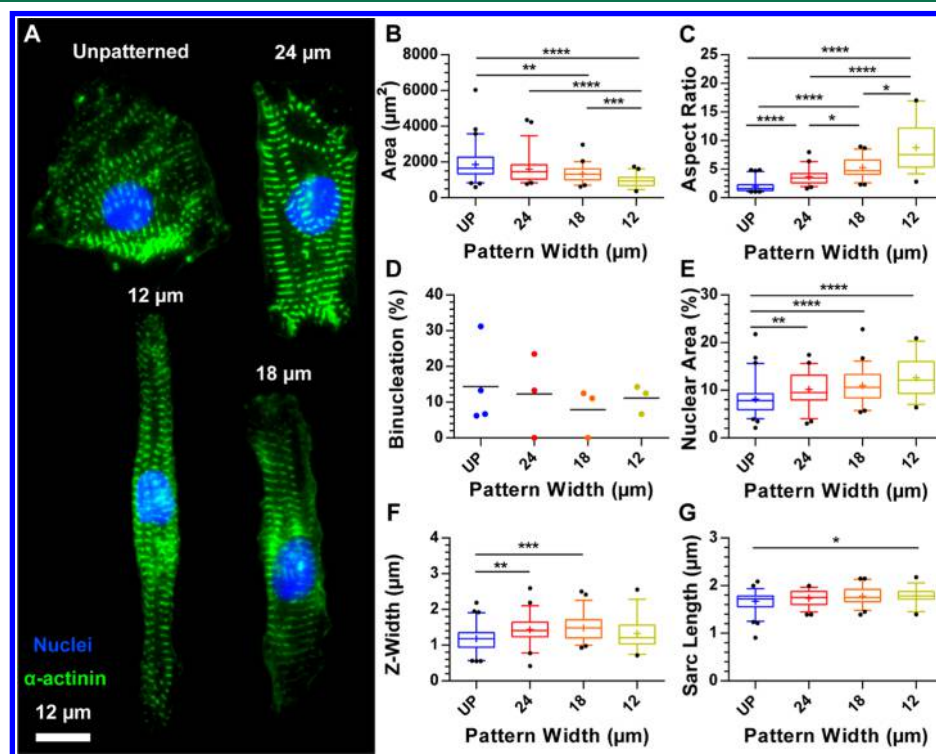 A
Unpatterned
24 µm
12 µm
18 µm
Nuclei
α-actinin
12 µm
B
Area (µm²)
8000
6000
4000
2000
0
****
**
****
***
UP
24
18
12
Pattern Width (µm)
C
Aspect Ratio
25
20
15
10
5
0
****
****
****
*
****
*
UP
24
18
12
Pattern Width (µm)
D
Binucleation (%)
40
30
20
10
0
UP
24
18
12
Pattern Width (µm)
E
Nuclear Area (%)
30
20
10
0
****
****
**
UP
24
18
12
Pattern Width (µm)
F
Z-Width (µm)
4
3
2
1
0
***
**
UP
24
18
12
Pattern Width (µm)
G
Sarc Length (µm)
3
2
1
0
*
UP
24
18
12
Pattern Width (µm)